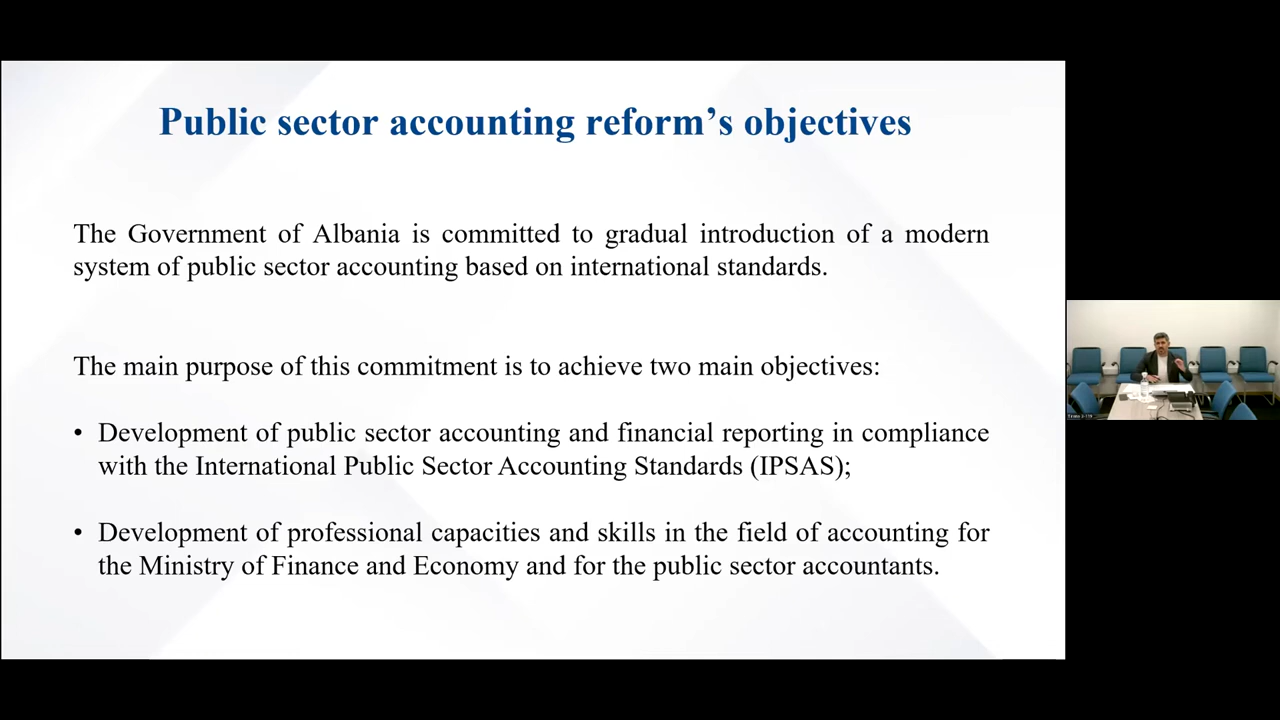 Public sector accounting reform’s objectives
The Government of Albania is committed to gradual introduction of a modern
system of public sector accounting based on international standards.
The main purpose of this commitment is to achieve two main objectives:
• Development of public sector accounting and financial reporting in compliance
with the International Public Sector Accounting Standards (IPSAS);
• Development of professional capacities and skills in the field of accounting for
the Ministry of Finance and Economy and for the public sector accountants.